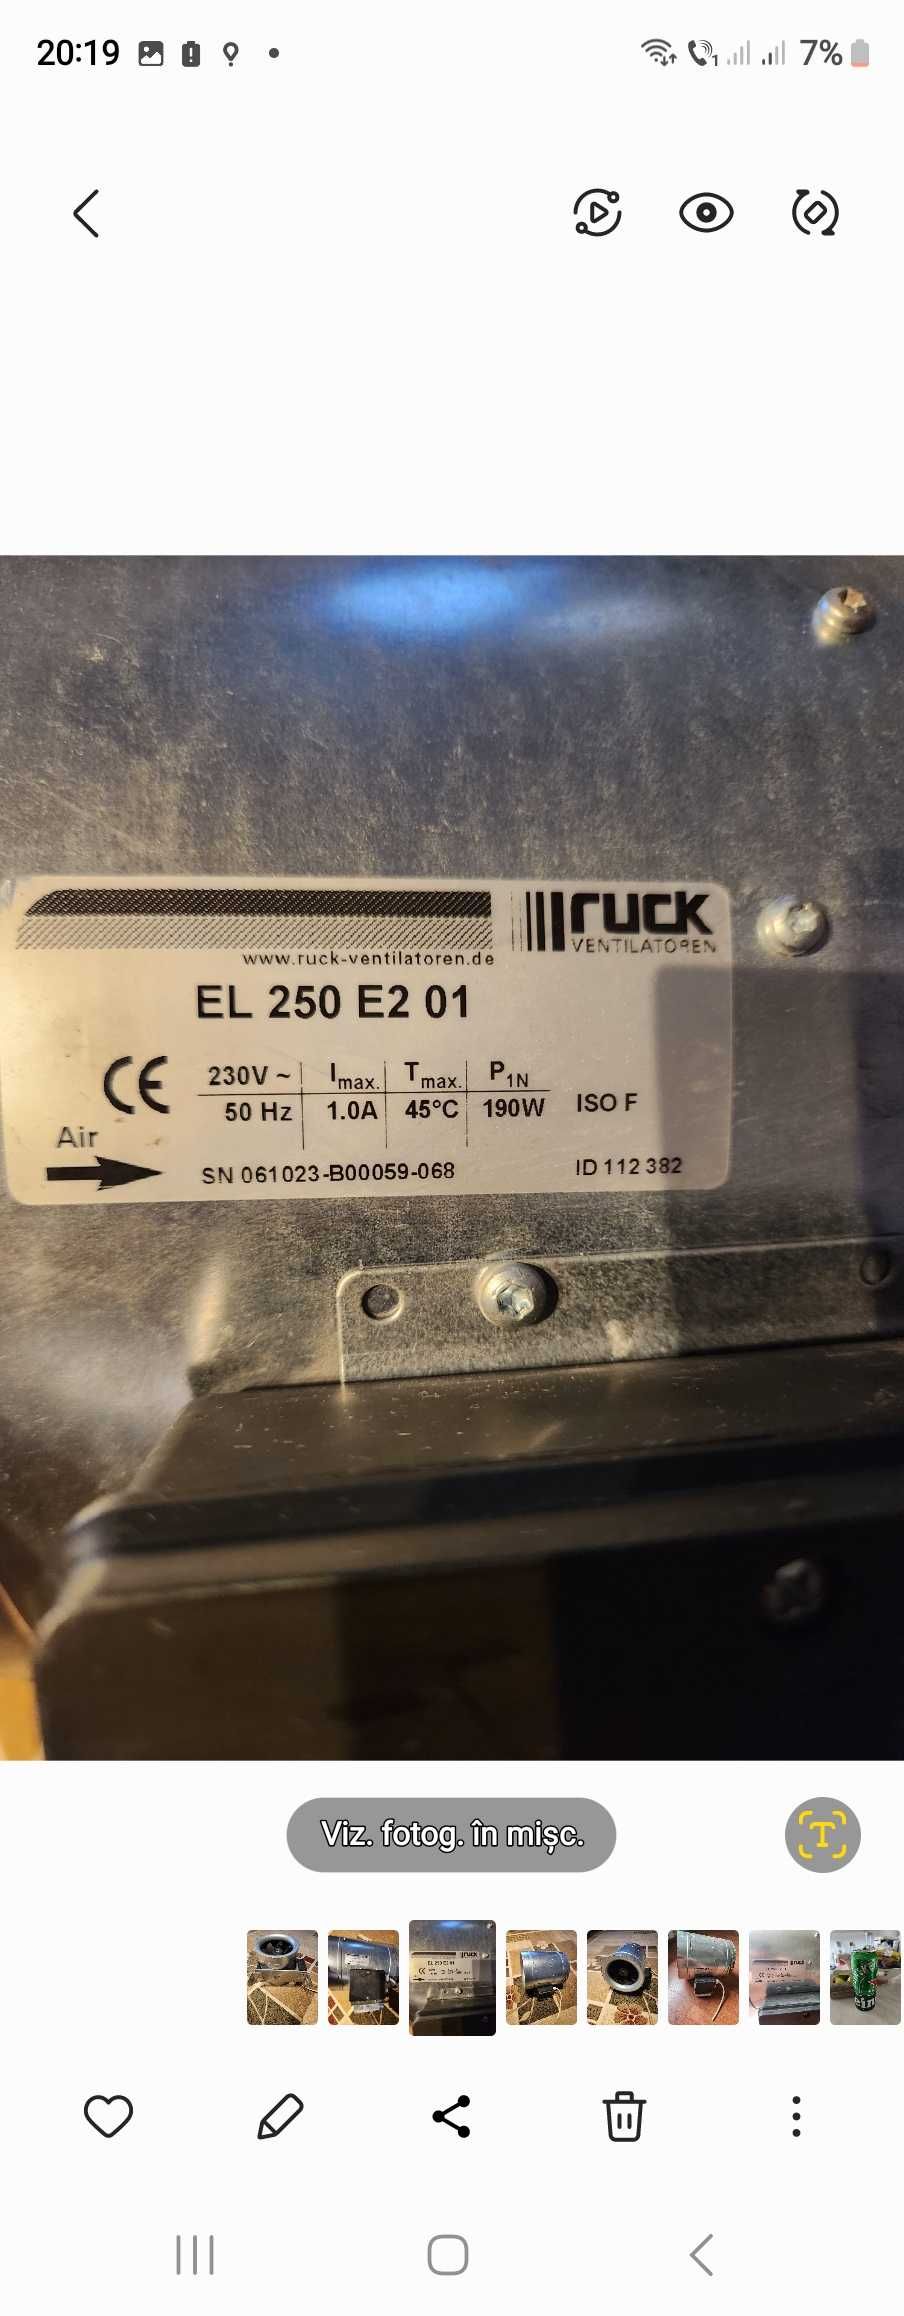 20:19
7%
ruck
VENTILATOREN
www.ruck-ventilatoren.de
EL 250 E2 01
CE 230V ~ Imax. Tmax. P1N
50 Hz 1.0A 45°C 190W ISO F
Air
SN 061023-B00059-068 ID 112 382
Viz. fotog. în mișc.
T